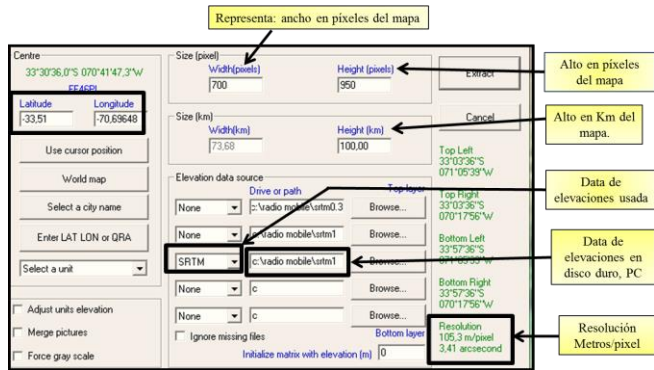 Representa: ancho en píxeles del mapa
Centre
33°30'36,0"S 070°41'47,3"W
Latitude Longitude
-33,51 -70,69648
Use cursor position
World map
Select a city name
Enter LAT LON or QRA
Select a unit
Adjust units elevation
Merge pictures
Force gray scale
Size (pixel)
Width(pixels) Height (pixels)
700 950
Size (km)
Width(km) Height (km)
73,68 100,00
Elevation data source
Drive or path Top layer
None c:\radio mobile\srtm0.3 Browse...
None c:\radio mobile\srtm1 Browse...
SRTM c:\radio mobile\srtm1 Browse...
None c Browse...
None c Browse...
Ignore missing files Bottom layer
Initialize matrix with elevation (m) 0
Extract
Cancel
Top Left
33°03'36"S
071°05'39"W
Top Right
33°03'36"S
070°17'56"W
Bottom Left
33°57'36"S
Bottom Right
33°57'36"S
070°17'56"W
Resolution
105,3 m/pixel
3,41 arcsecond
Alto en píxeles
del mapa
Alto en Km del
mapa.
Data de
elevaciones usada
Data de
elevaciones en
disco duro, PC
Resolución
Metros/pixel